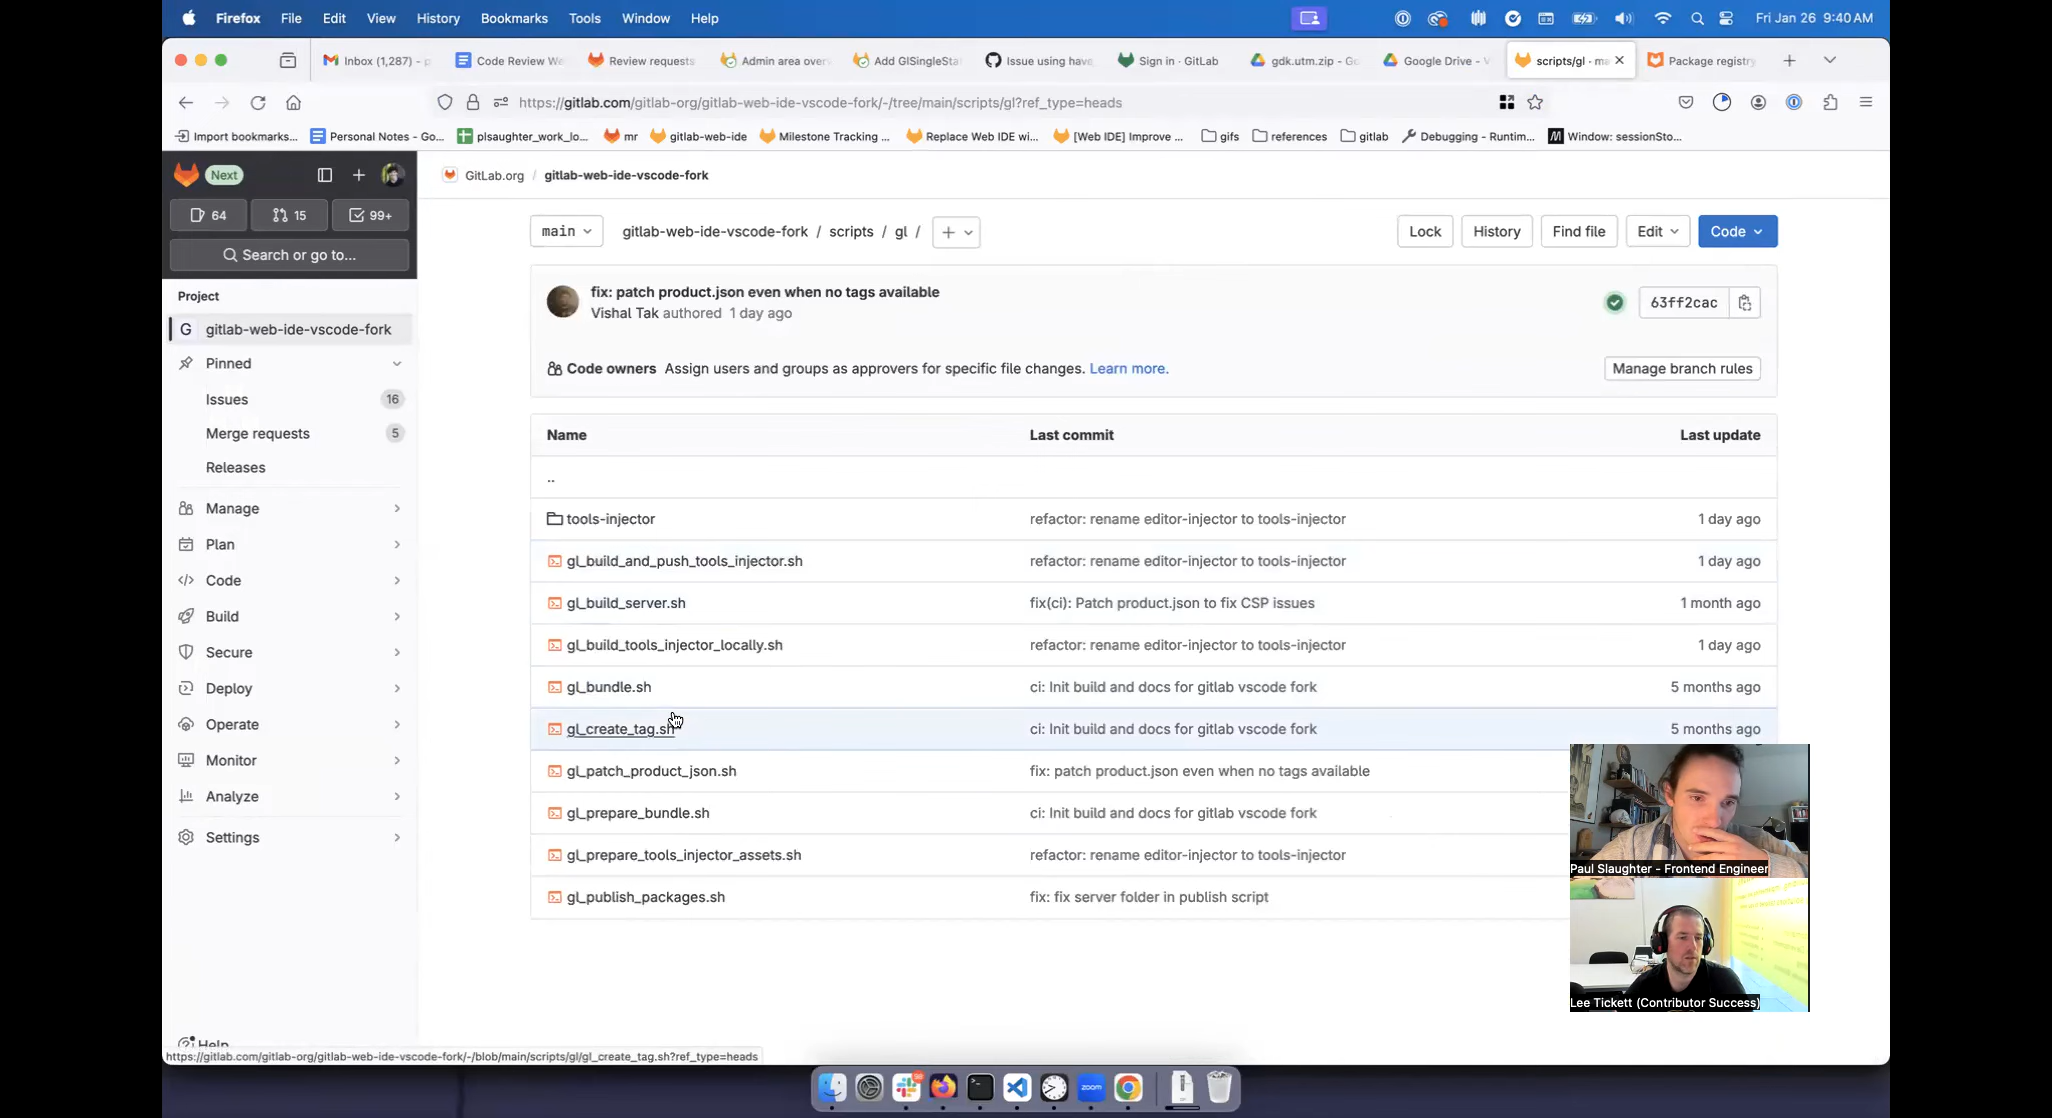 Firefox File Edit View History Bookmarks Tools Window Help
Fri Jan 26 9:40 AM
Inbox (1,287) - p
Code Review We
Review requests
Admin area over
Add GlSingleSta
Issue using have
Sign in · GitLab
gdk.utm.zip - Go
Google Drive - V
scripts/gl · ma
Package registry
https://gitlab.com/gitlab-org/gitlab-web-ide-vscode-fork/-/tree/main/scripts/gl?ref_type=heads
Import bookmarks...
Personal Notes - Go...
plsaughter_work_lo...
mr
gitlab-web-ide
Milestone Tracking ...
Replace Web IDE wi...
[Web IDE] Improve ...
gifs
references
gitlab
Debugging - Runtim...
Window: sessionSto...
Next
64
15
99+
Search or go to...
GitLab.org / gitlab-web-ide-vscode-fork
Project
G gitlab-web-ide-vscode-fork
Pinned
Issues 16
Merge requests 5
Releases
Manage
Plan
Code
Build
Secure
Deploy
Operate
Monitor
Analyze
Settings
Help
main
gitlab-web-ide-vscode-fork / scripts / gl /
Lock
History
Find file
Edit
Code
fix: patch product.json even when no tags available
Vishal Tak authored 1 day ago
63ff2cac
Code owners Assign users and groups as approvers for specific file changes. Learn more.
Manage branch rules
Name Last commit Last update
..
tools-injector refactor: rename editor-injector to tools-injector 1 day ago
gl_build_and_push_tools_injector.sh refactor: rename editor-injector to tools-injector 1 day ago
gl_build_server.sh fix(ci): Patch product.json to fix CSP issues 1 month ago
gl_build_tools_injector_locally.sh refactor: rename editor-injector to tools-injector 1 day ago
gl_bundle.sh ci: Init build and docs for gitlab vscode fork 5 months ago
gl_create_tag.sh ci: Init build and docs for gitlab vscode fork 5 months ago
gl_patch_product_json.sh fix: patch product.json even when no tags available
gl_prepare_bundle.sh ci: Init build and docs for gitlab vscode fork
gl_prepare_tools_injector_assets.sh refactor: rename editor-injector to tools-injector
gl_publish_packages.sh fix: fix server folder in publish script
Paul Slaughter - Frontend Engineer
Lee Tickett (Contributor Success)
https://gitlab.com/gitlab-org/gitlab-web-ide-vscode-fork/-/blob/main/scripts/gl/gl_create_tag.sh?ref_type=heads
zoom